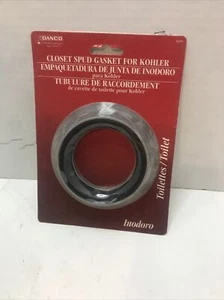 DANCO
CLOSET SPUD GASKET FOR KOHLER
EMPAQUETADURA DE JUNTA DE INODORO
para Kohler
TUBULURE DE RACCORDEMENT
de cuvette de toilette pour Kohler
Toilettes/Toilet
Inodoro